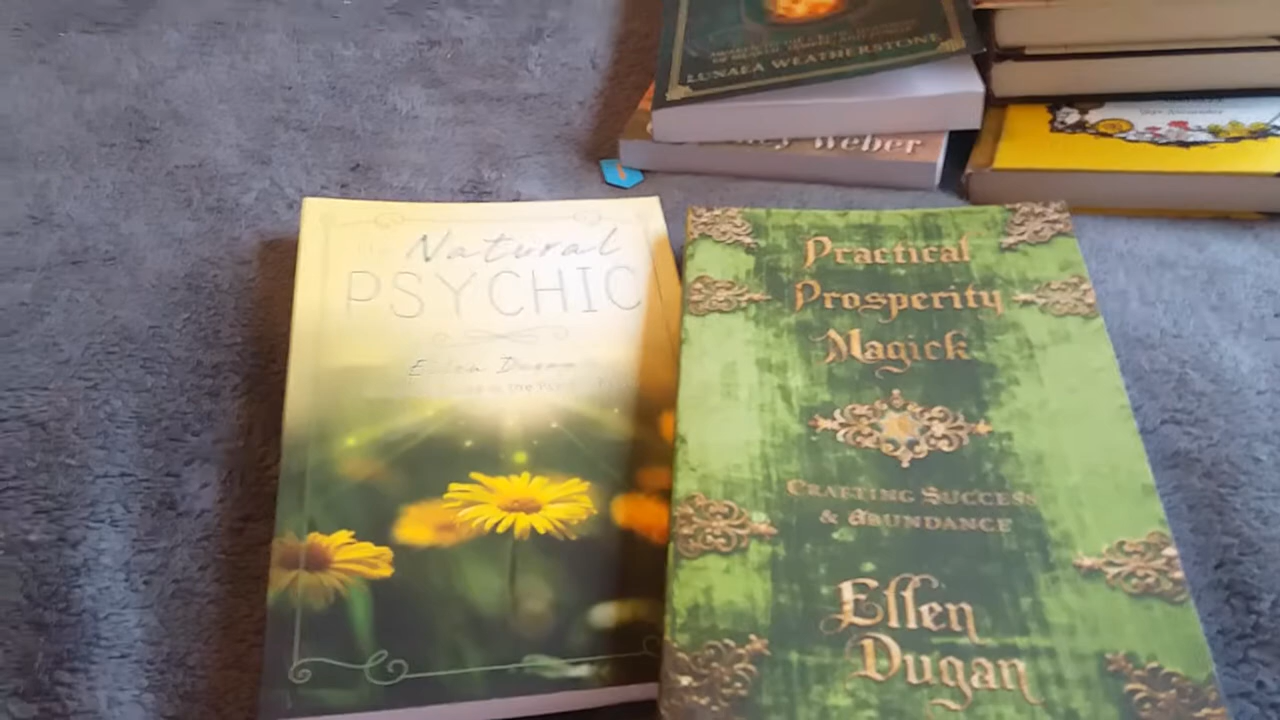 LUNAEA WEATHERSTONE
Weber
Natural
PSYCHIC
Ellen Dugan
Practical
Prosperity
Magick
CRAFTING SUCCESS
& ABUNDANCE
Ellen
Dugan